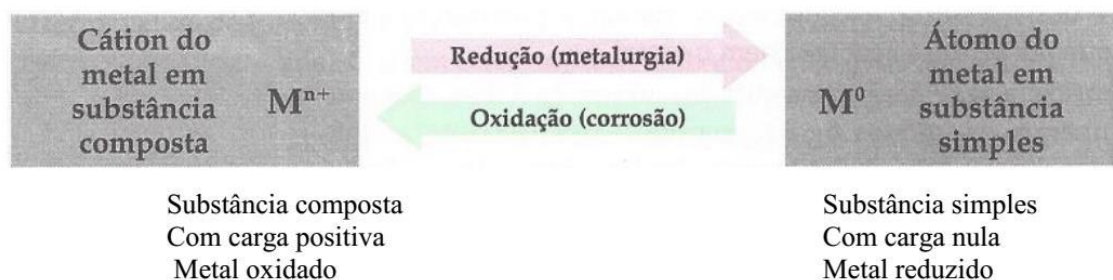 Cátion do
metal em
substância
composta
Mⁿ⁺
Redução (metalurgia)
Oxidação (corrosão)
M⁰
Átomo do
metal em
substância
simples
Substância composta
Com carga positiva
Metal oxidado
Substância simples
Com carga nula
Metal reduzido